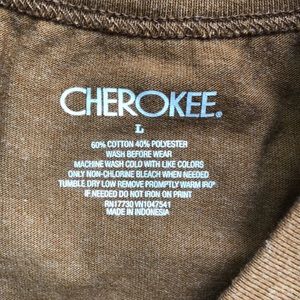 CHEROKEE®
L
60% COTTON 40% POLYESTER
WASH BEFORE WEAR
MACHINE WASH COLD WITH LIKE COLORS
ONLY NON-CHLORINE BLEACH WHEN NEEDED
TUMBLE DRY LOW REMOVE PROMPTLY WARM IRON
IF NEEDED DO NOT IRON ON PRINT
RN17730 VN1047541
MADE IN INDONESIA